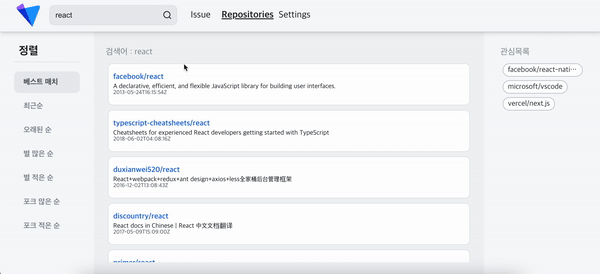 react
Issue
Repositories
Settings
정렬
베스트 매치
최근순
오래된 순
별 많은 순
별 적은 순
포크 많은 순
포크 적은 순
검색어 : react
facebook/react
A declarative, efficient, and flexible JavaScript library for building user interfaces.
2013-05-24T16:15:54Z
typescript-cheatsheets/react
Cheatsheets for experienced React developers getting started with TypeScript
2018-06-02T04:08:16Z
duxianwei520/react
React+webpack+redux+ant design+axios+less全家桶后台管理框架
2016-12-02T13:08:43Z
discountry/react
React docs in Chinese | React 中文文档翻译
2017-05-09T15:09:00Z
primer/react
관심목록
facebook/react-nati···
microsoft/vscode
vercel/next.js